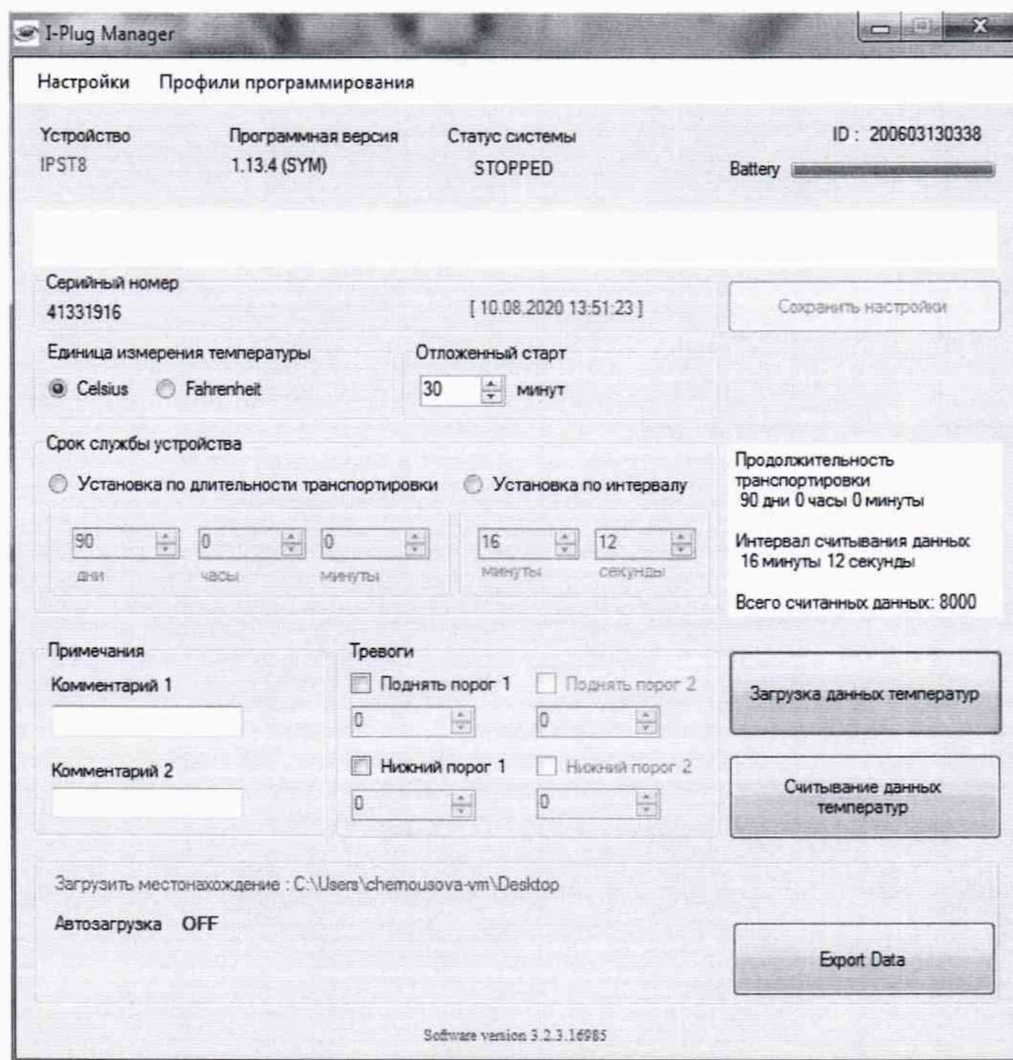 I-Plug Manager
Настройки Профили программирования
Устройство Программная версия Статус системы ID : 200603130338
IPST8 1.13.4 (SYM) STOPPED Battery
Серийный номер
41331916 [ 10.08.2020 13:51:23 ] Сохранить настройки
Единица измерения температуры Отложенный старт
Celsius Fahrenheit 30 минут
Срок службы устройства
Установка по длительности транспортировки Установка по интервалу
90 0 0 16 12
дни часы минуты минуты секунды
Продолжительность
транспортировки
90 дни 0 часы 0 минуты
Интервал считывания данных
16 минуты 12 секунды
Всего считанных данных: 8000
Примечания Тревоги
Комментарий 1 Поднять порог 1 Поднять порог 2
0 0
Комментарий 2 Нижний порог 1 Нижний порог 2
0 0
Загрузка данных температур
Считывание данных
температур
Загрузить местонахождение : C:\Users\chernousova-vm\Desktop
Автозагрузка OFF
Export Data
Software version 3.2.3.16985